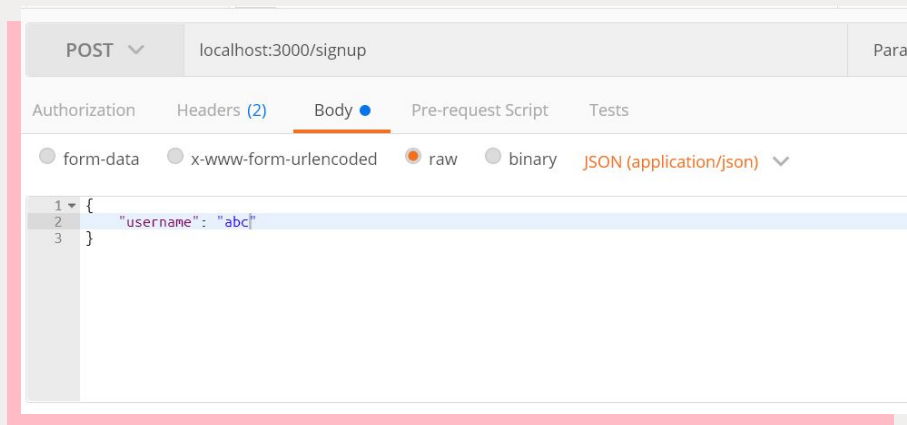 POST localhost:3000/signup Para
Authorization Headers (2) Body Pre-request Script Tests
form-data x-www-form-urlencoded raw binary JSON (application/json)
1 {
2 "username": "abc"
3 }